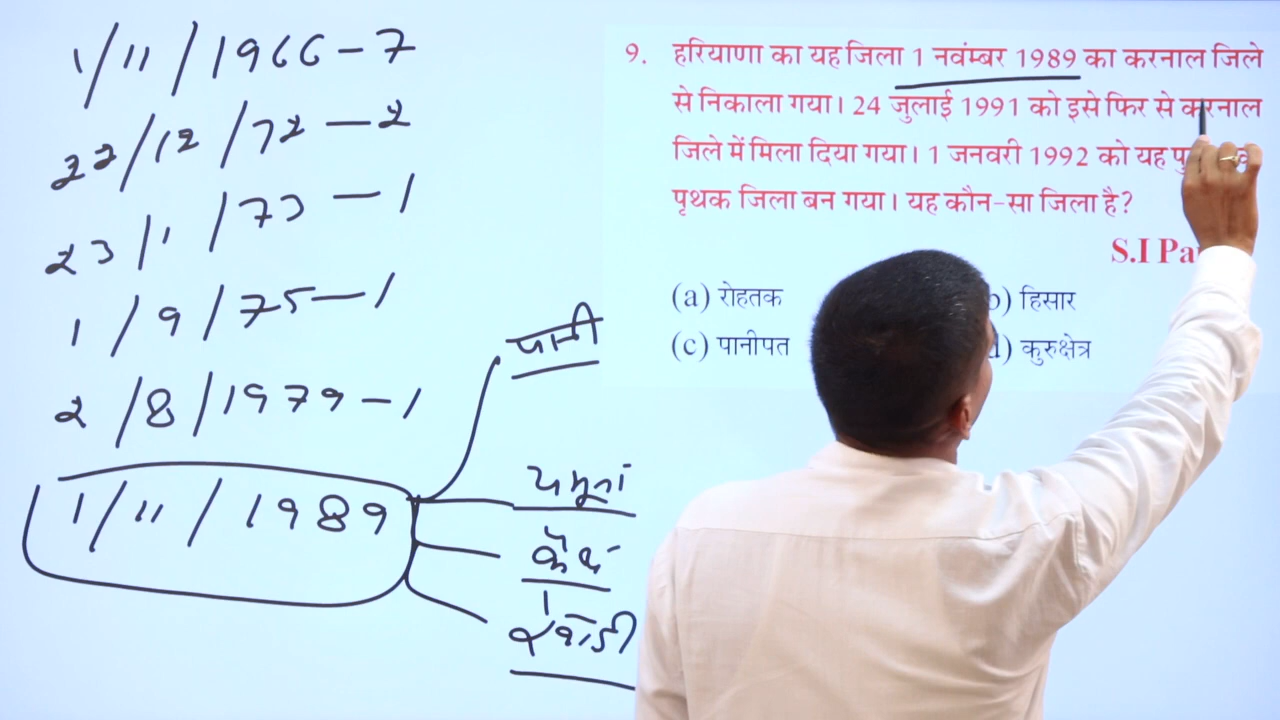 1/11/1966-7
22/12/72-2
23/1/73-1
1/9/75-1
2/8/1979-1
1/11/1989
पानी
यमुना
कैथ
रेवाड़ी
9. हरियाणा का यह जिला 1 नवंम्बर 1989 का करनाल जिले
से निकाला गया। 24 जुलाई 1991 को इसे फिर से करनाल
जिले में मिला दिया गया। 1 जनवरी 1992 को यह
पृथक जिला बन गया। यह कौन-सा जिला है?
S.I
(a) रोहतक
b) हिसार
(c) पानीपत
d) कुरुक्षेत्र